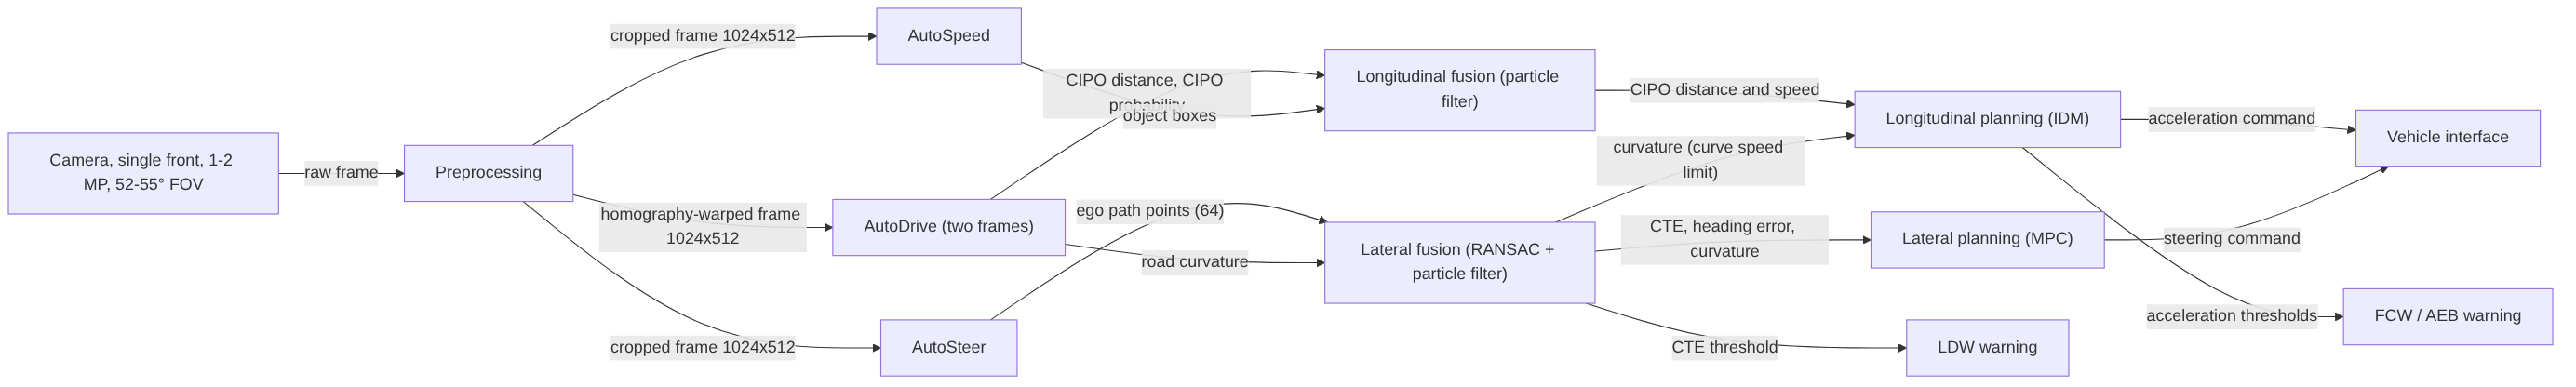 Camera, single front, 1-2
MP, 52-55° FOV
raw frame
Preprocessing
cropped frame 1024x512
homography-warped frame
1024x512
cropped frame 1024x512
AutoSpeed
AutoDrive (two frames)
AutoSteer
CIPO distance, CIPO
probability
object boxes
ego path points (64)
road curvature
Longitudinal fusion (particle
filter)
Lateral fusion (RANSAC +
particle filter)
CIPO distance and speed
curvature (curve speed
limit)
CTE, heading error,
curvature
CTE threshold
Longitudinal planning (IDM)
Lateral planning (MPC)
LDW warning
acceleration command
steering command
acceleration thresholds
Vehicle interface
FCW / AEB warning